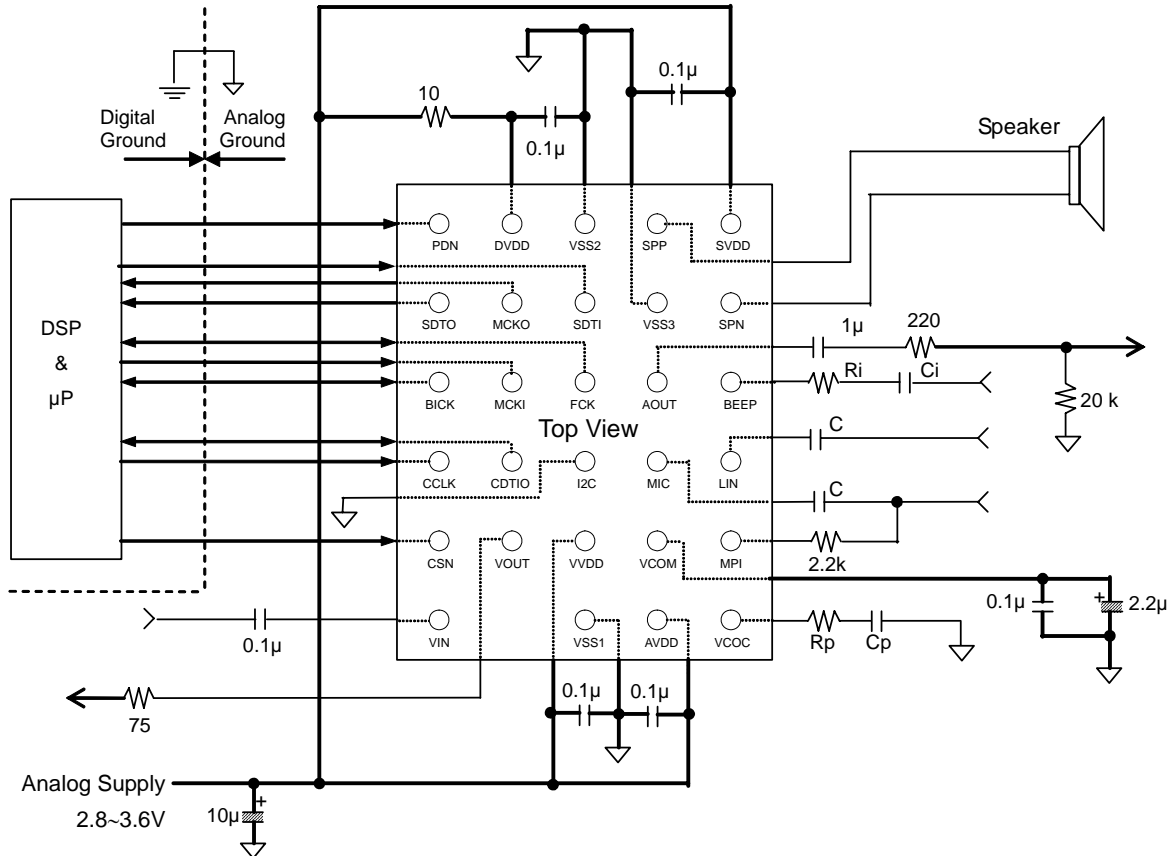 0.1µ
10
Digital
Ground
Analog
Ground
0.1µ
Speaker
PDN
DVDD
VSS2
SPP
SVDD
DSP
&
µP
SDTO
MCKO
SDTI
VSS3
SPN
1µ
220
Ri
Ci
20 k
BICK
MCKI
FCK
AOUT
BEEP
Top View
C
CCLK
CDTIO
I2C
MIC
LIN
C
CSN
VOUT
VVDD
VCOM
MPI
2.2k
0.1µ
+
2.2µ
0.1µ
VIN
VSS1
AVDD
VCOC
Rp
Cp
75
0.1µ
0.1µ
Analog Supply
2.8~3.6V
10µ
+